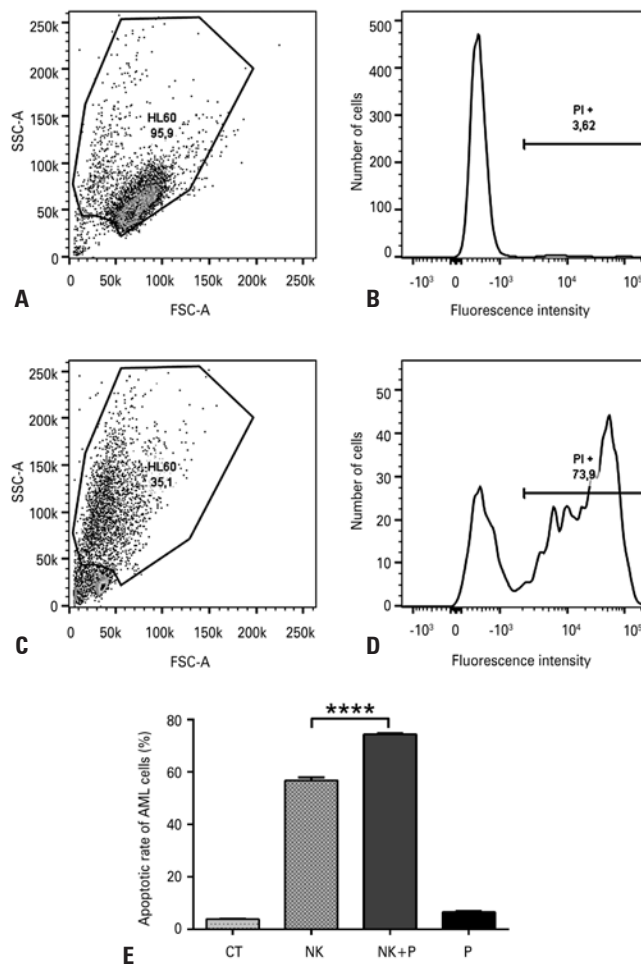 250k
200k
150k
100k
50k
0
SSC-A
HL60
95,9
0 50k 100k 150k 200k 250k
FSC-A
A
500
400
300
200
100
0
Number of cells
PI +
3,62
-10³ 0 -10³ 10⁴ 10⁵
Fluorescence intensity
B
250k
200k
150k
100k
50k
0
SSC-A
HL60
35,1
0 50k 100k 150k 200k 250k
FSC-A
C
50
40
30
20
10
0
Number of cells
PI +
73,9
-10³ 0 -10³ 10⁴ 10⁵
Fluorescence intensity
D
80
60
40
20
0
Apoptotic rate of AML cells (%)
****
CT NK NK+P P
E